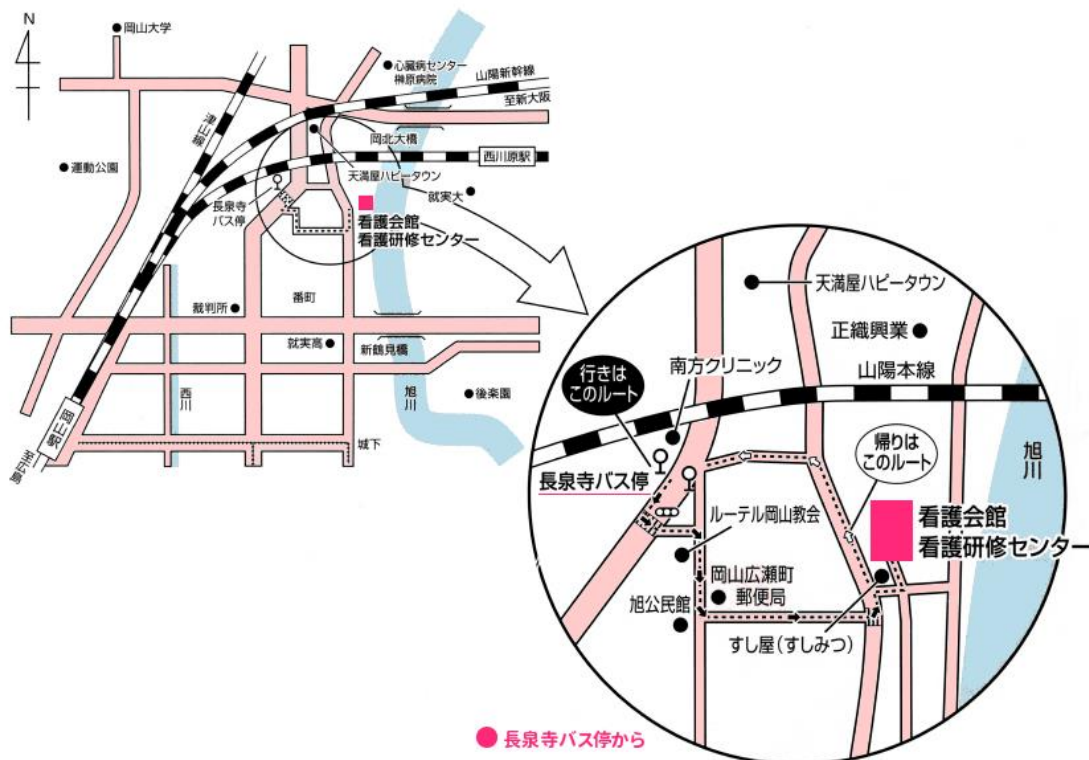 N
岡山大学
心臓病センター
榊原病院
山陽新幹線
至新大阪
津山線
岡北大橋
西川原駅
運動公園
天満屋ハピータウン
就実大
長泉寺
バス停
看護会館
看護研修センター
裁判所
番町
就実高
新鶴見橋
西川
旭川
後楽園
岡山駅
城下
至広島
天満屋ハピータウン
正織興業
南方クリニック
山陽本線
行きは
このルート
帰りは
このルート
旭川
長泉寺バス停
ルーテル岡山教会
看護会館
看護研修センター
岡山広瀬町
郵便局
旭公民館
すし屋(すしみつ)
長泉寺バス停から